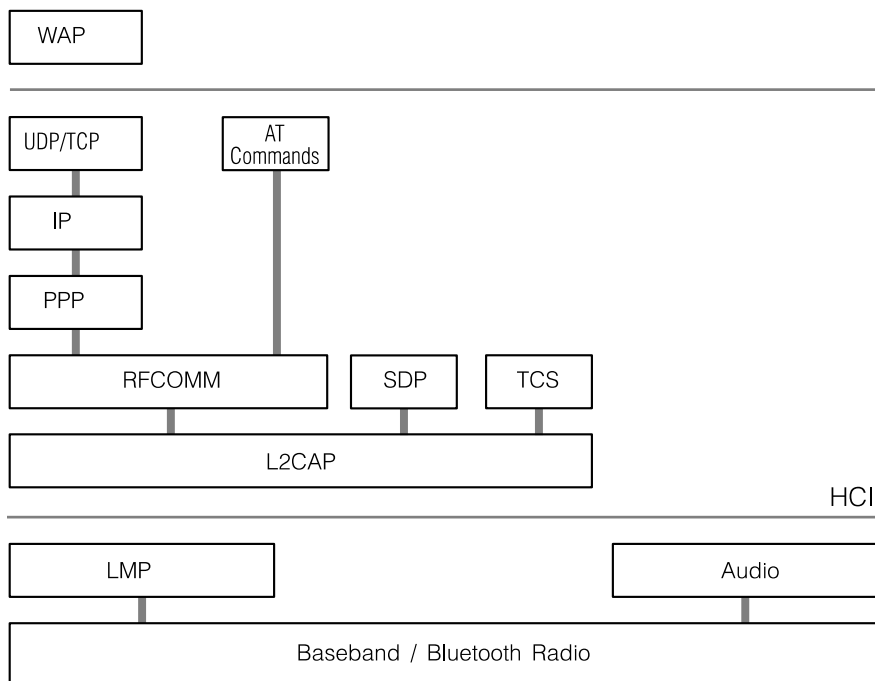 WAP
UDP/TCP
AT
Commands
IP
PPP
RFCOMM
SDP
TCS
L2CAP
HCI
LMP
Audio
Baseband / Bluetooth Radio